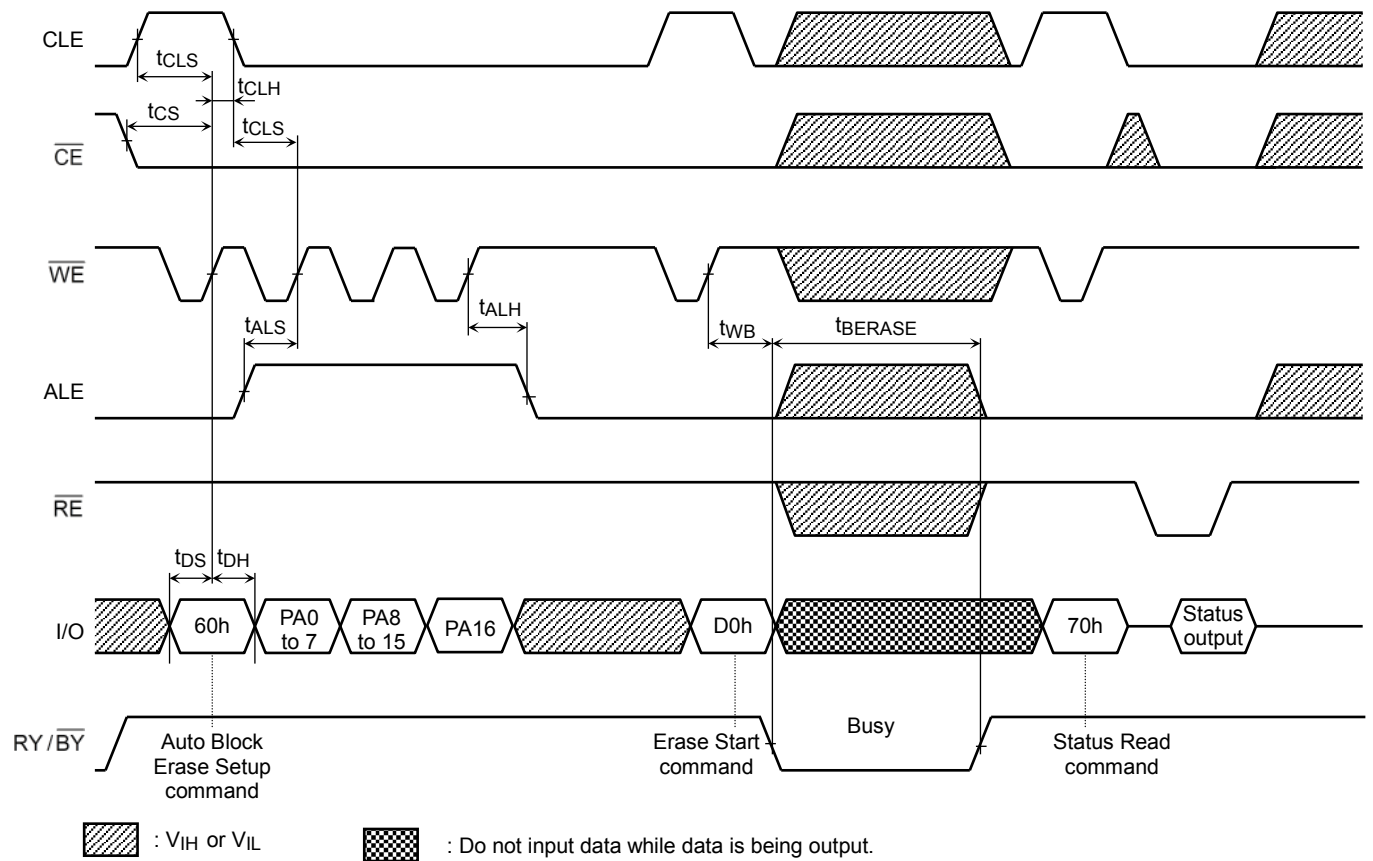 CLE
tCLS
tCLH
tCS
tCLS
CE
WE
tALS
tALH
tWB
tBERASE
ALE
RE
tDS
tDH
I/O
60h
PA0
to 7
PA8
to 15
PA16
D0h
70h
Status
output
RY/BY
Busy
Auto Block
Erase Setup
command
Erase Start
command
Status Read
command
: VIH or VIL
: Do not input data while data is being output.